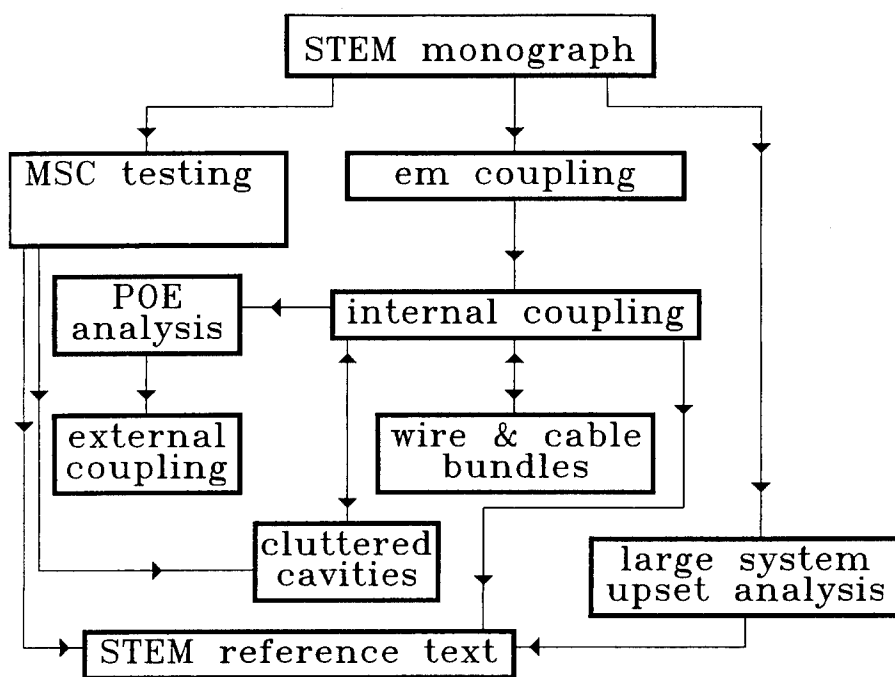 STEM monograph
MSC testing
em coupling
POE
analysis
internal coupling
external
coupling
wire & cable
bundles
cluttered
cavities
large system
upset analysis
STEM reference text